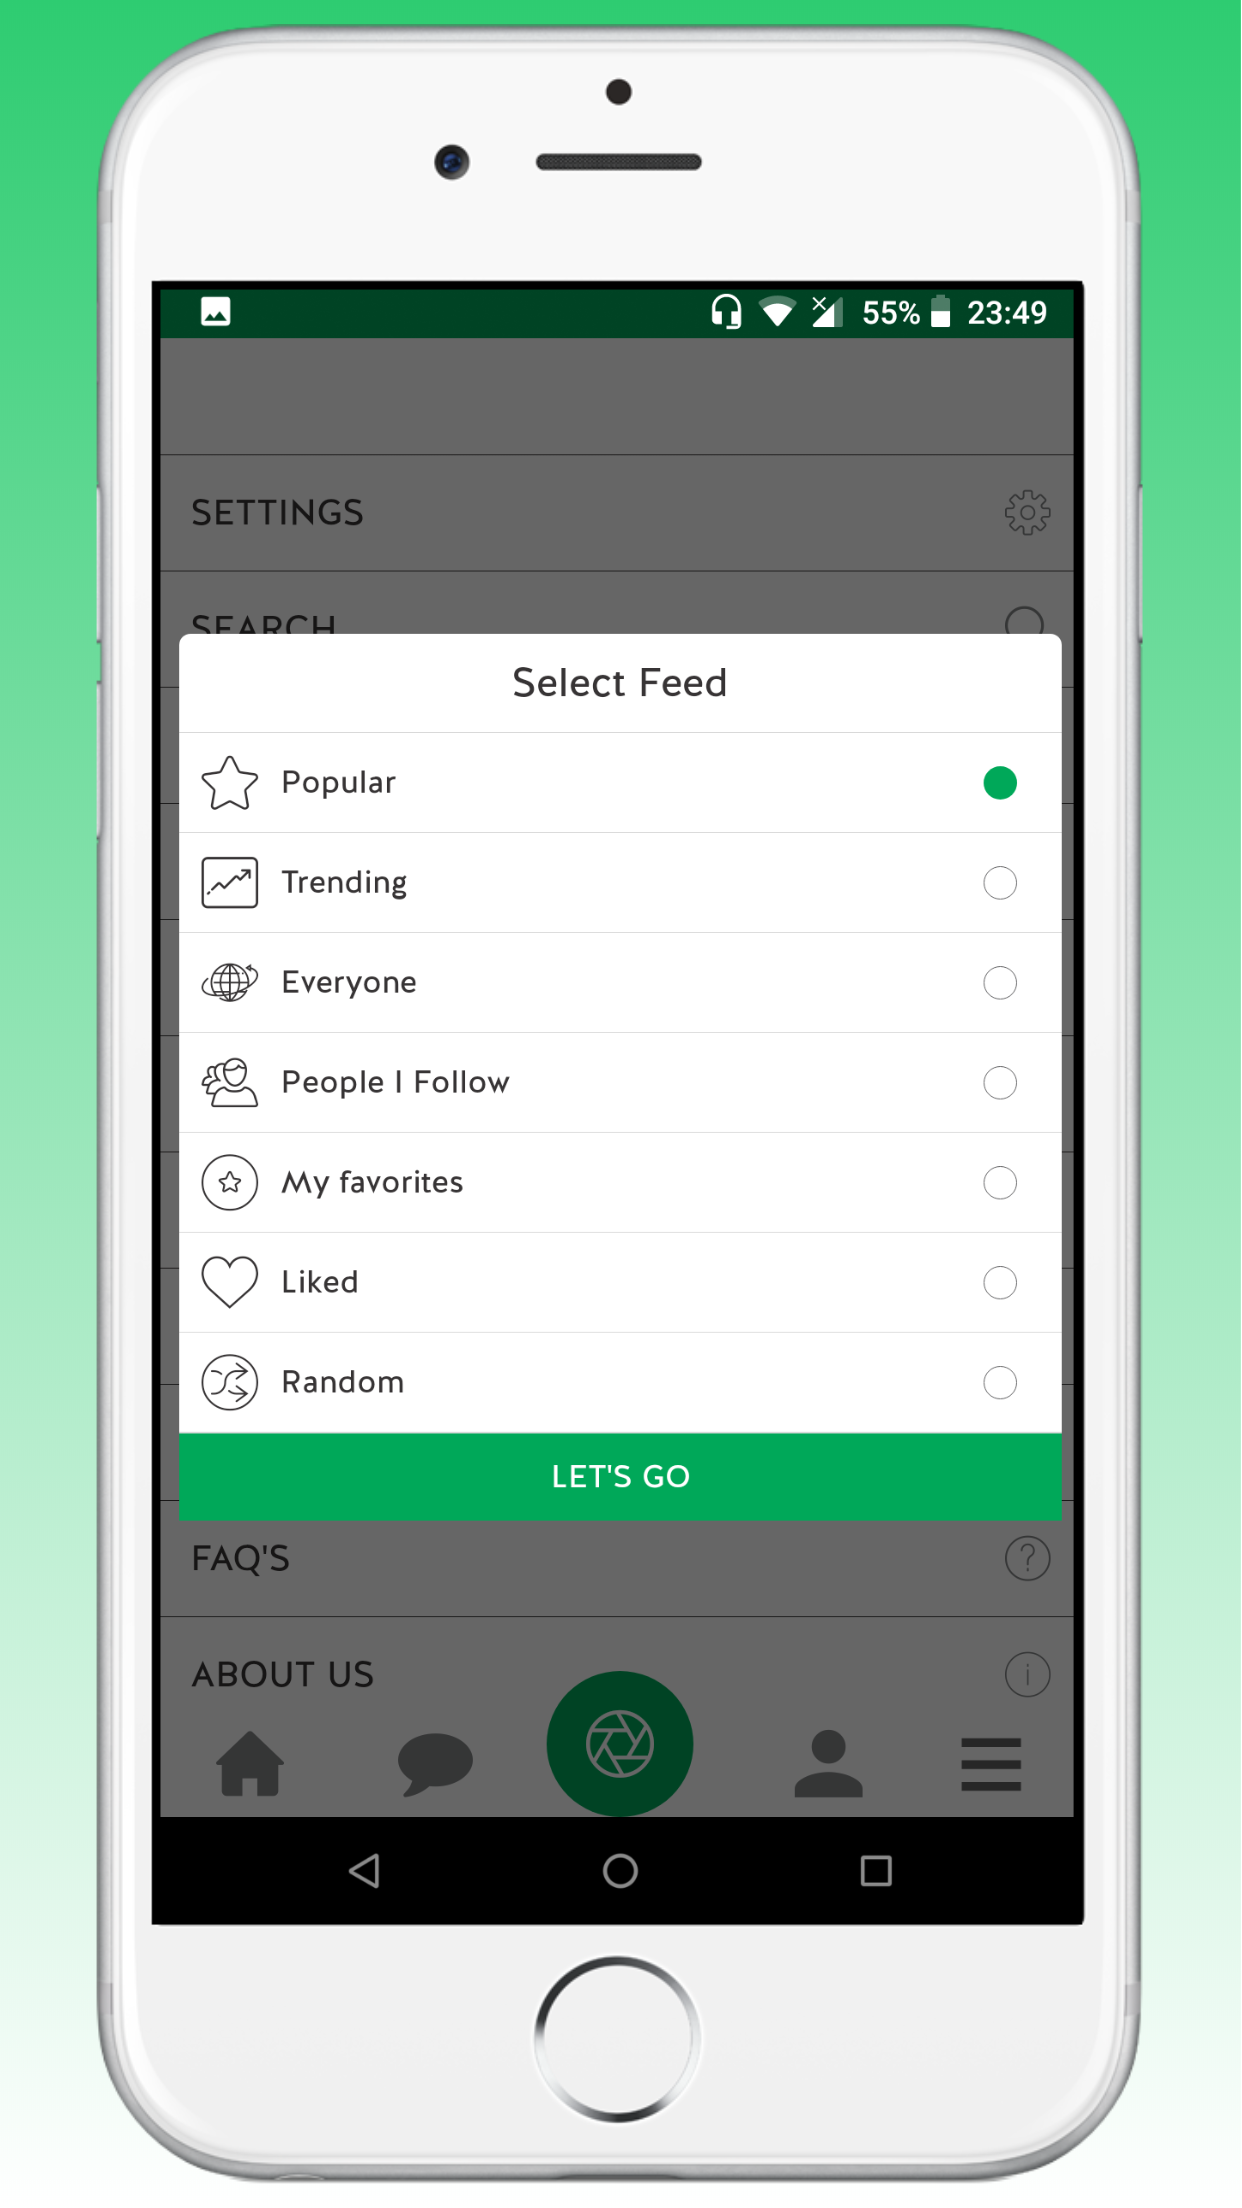 55% 23:49
SETTINGS
SEARCH
Select Feed
Popular
Trending
Everyone
People I Follow
My favorites
Liked
Random
LET'S GO
FAQ'S
ABOUT US